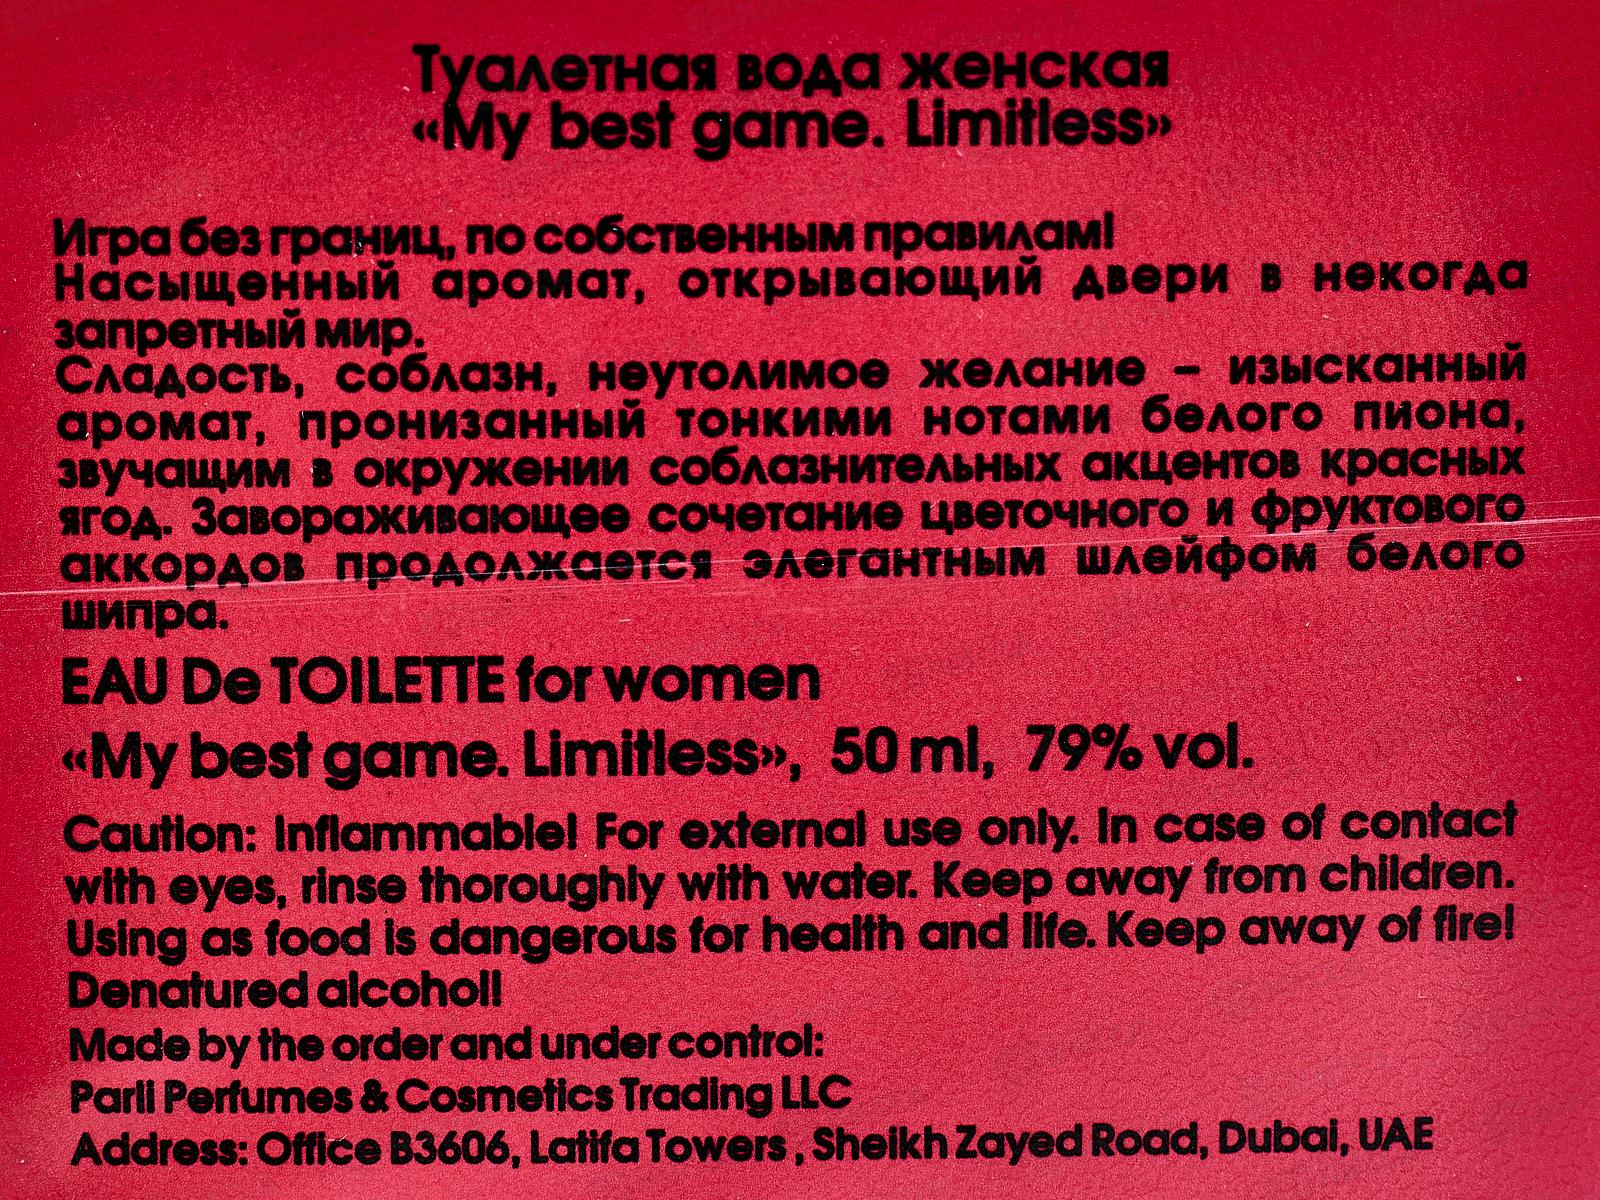 Туалетная вода женская
«My best game. Limitless»
Игра без границ, по собственным правилам!
Насыщенный аромат, открывающий двери в некогда
запретный мир.
Сладость, соблазн, неутолимое желание – изысканный
аромат, пронизанный тонкими нотами белого пиона,
звучащим в окружении соблазнительных акцентов красных
ягод. Завораживающее сочетание цветочного и фруктового
аккордов продолжается элегантным шлейфом белого
шипра.
EAU De TOILETTE for women
«My best game. Limitless», 50 ml, 79% vol.
Caution: Inflammable! For external use only. In case of contact
with eyes, rinse thoroughly with water. Keep away from children.
Using as food is dangerous for health and life. Keep away of fire!
Denatured alcohol!
Made by the order and under control:
Parli Perfumes & Cosmetics Trading LLC
Address: Office B3606, Latifa Towers , Sheikh Zayed Road, Dubai, UAE